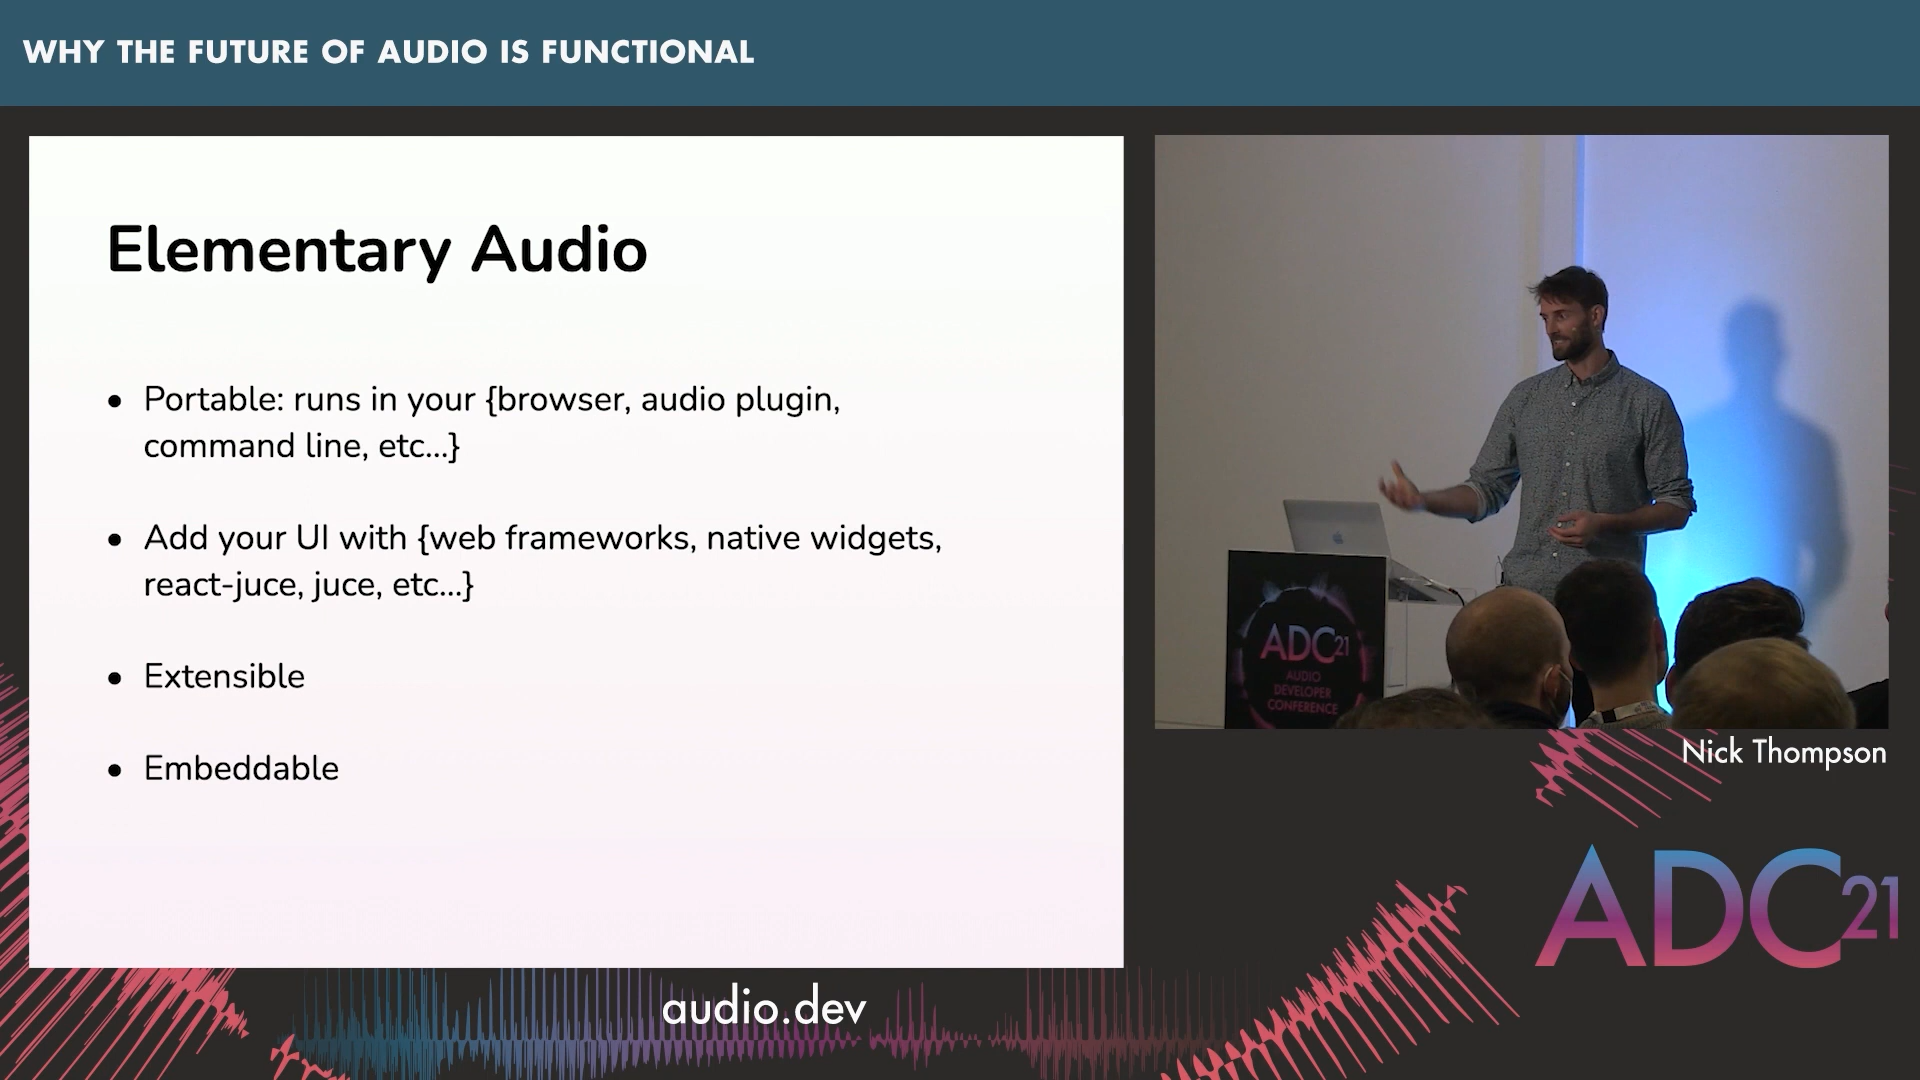 WHY THE FUTURE OF AUDIO IS FUNCTIONAL
Elementary Audio
• Portable: runs in your {browser, audio plugin,
command line, etc...}
• Add your UI with {web frameworks, native widgets,
react-juce, juce, etc...}
• Extensible
• Embeddable
ADC21
AUDIO
DEVELOPER
CONFERENCE
Nick Thompson
ADC21
audio.dev